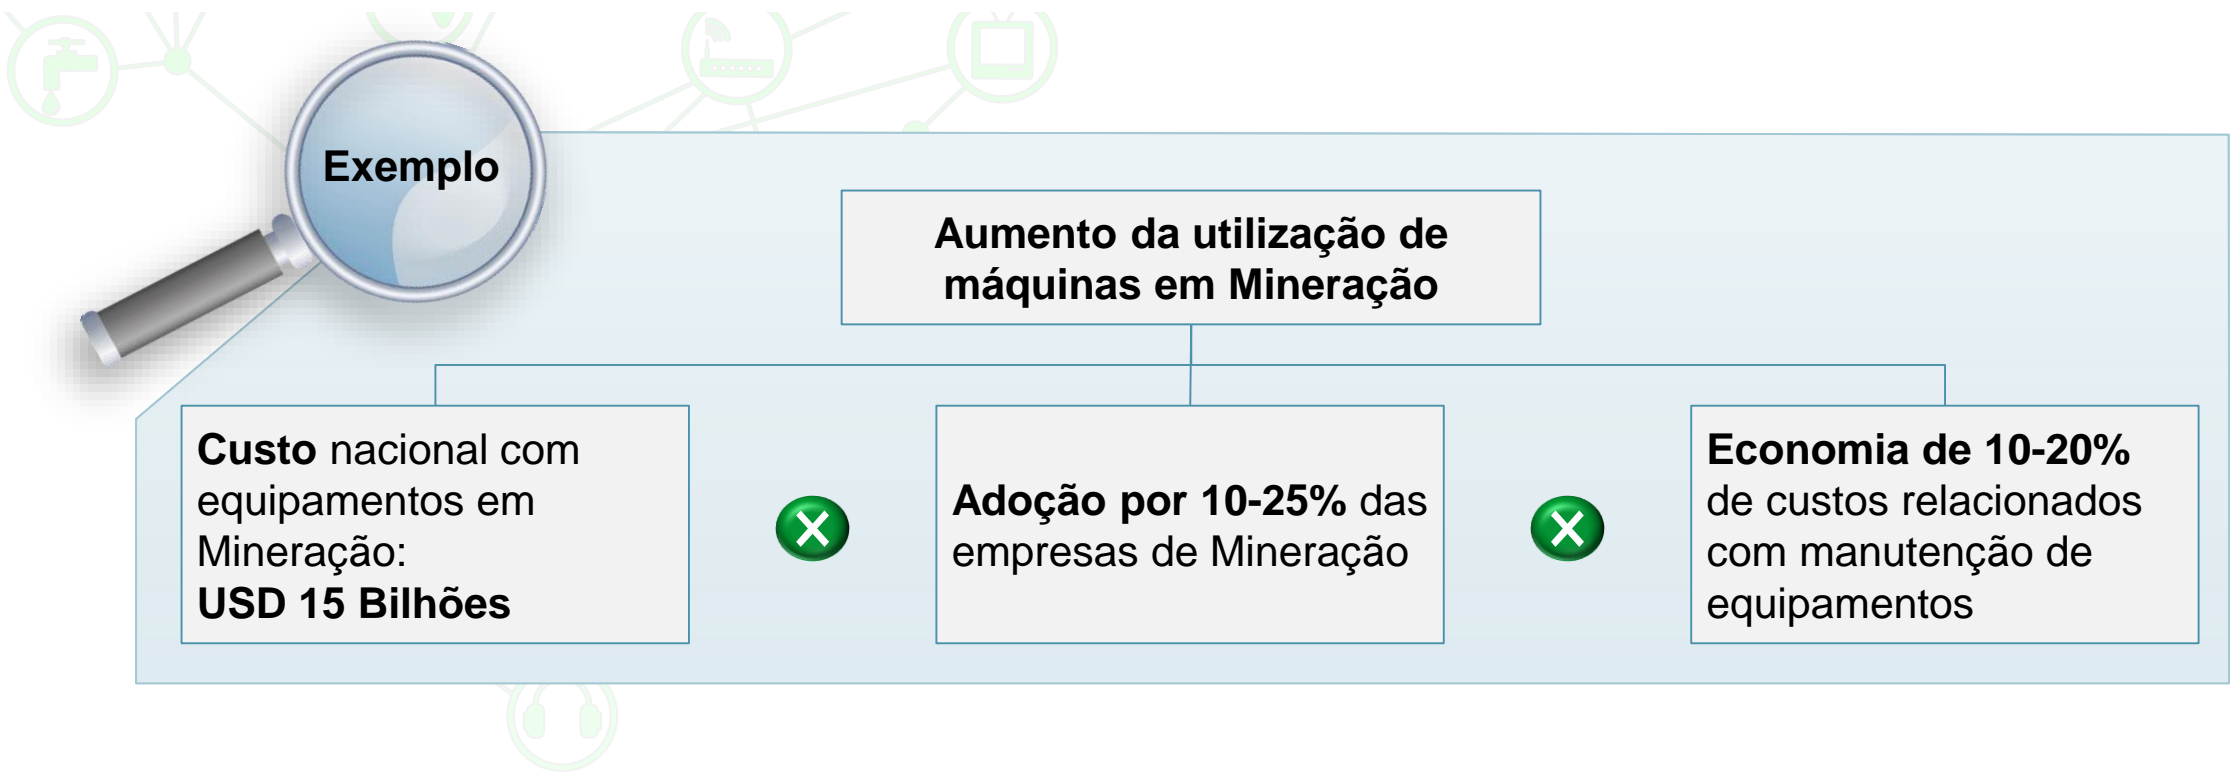 Exemplo
Aumento da utilização de
máquinas em Mineração
Custo nacional com
equipamentos em
Mineração:
USD 15 Bilhões
Adoção por 10-25% das
empresas de Mineração
Economia de 10-20%
de custos relacionados
com manutenção de
equipamentos